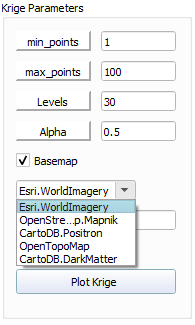 Krige Parameters
min_points 1
max_points 100
Levels 30
Alpha 0.5
Basemap
Esri.WorldImagery
Esri.WorldImagery
OpenStre...p.Mapnik
CartoDB.Positron
OpenTopoMap
CartoDB.DarkMatter
Plot Krige